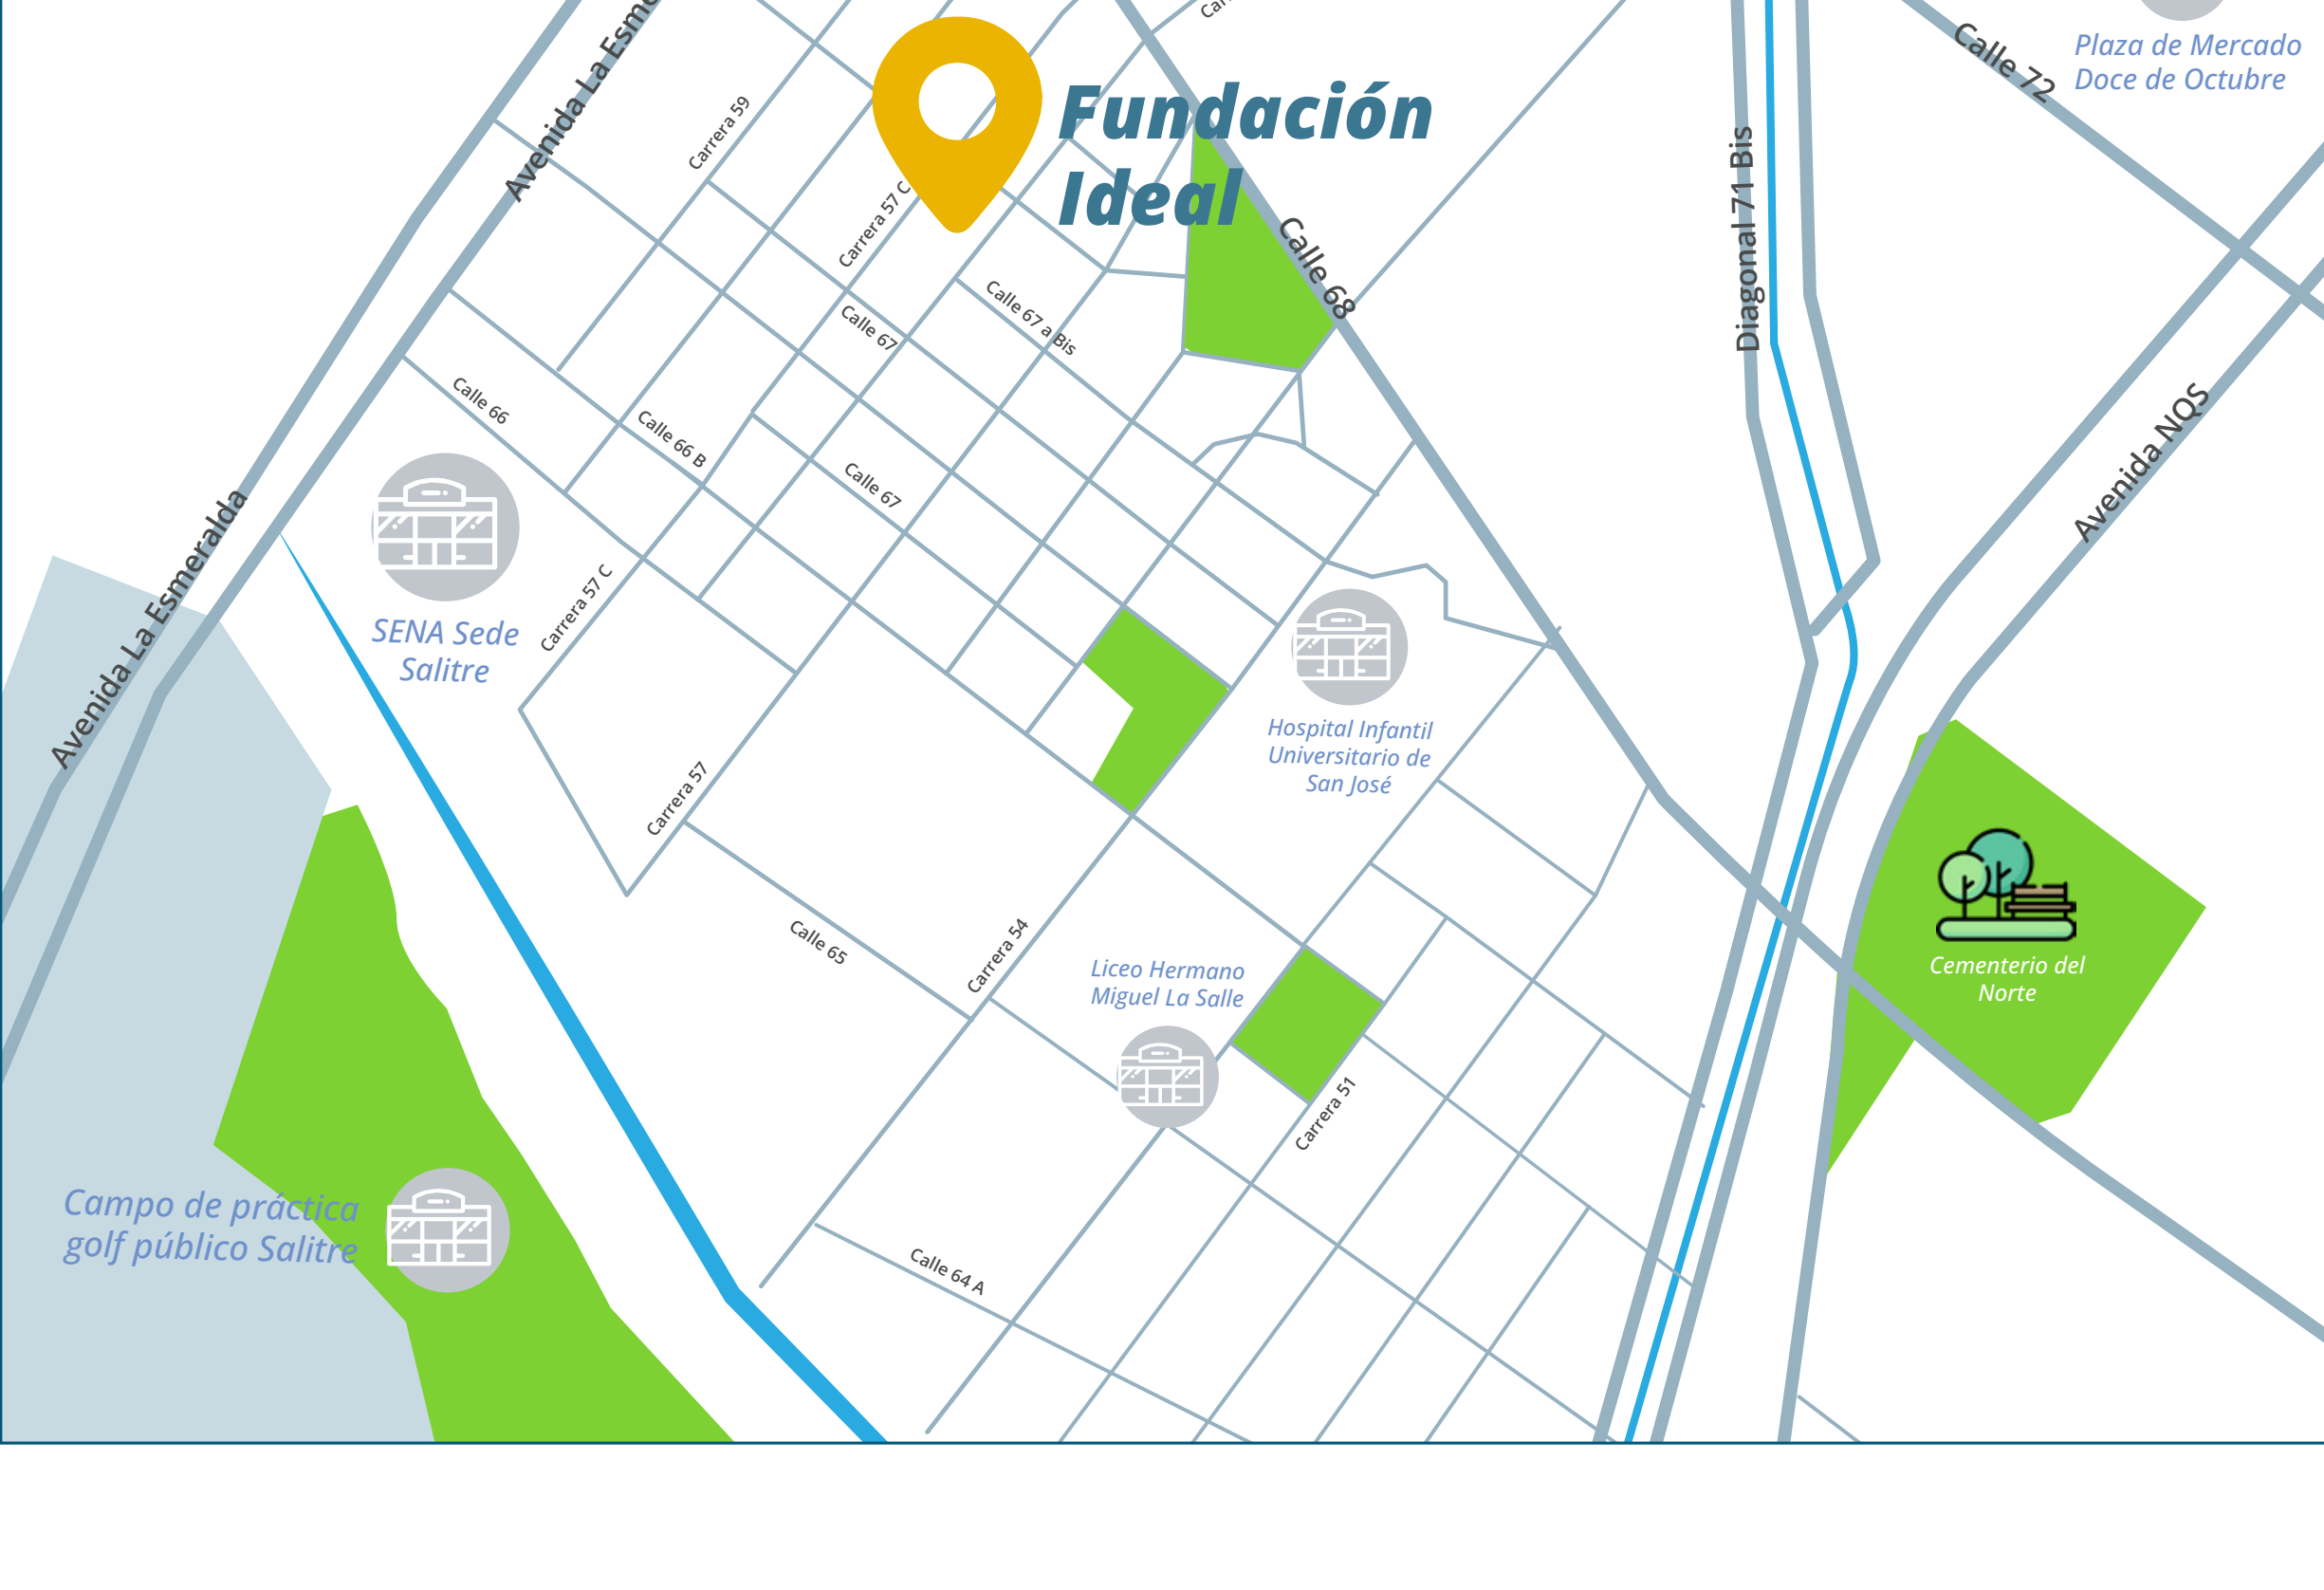 Avenida La Esme
Carrera 59
Carrera 57 C
Fundación
Ideal
Calle 68
Diagonal 71 Bis
Calle 72
Plaza de Mercado
Doce de Octubre
Calle 67 a Bis
Calle 67
Calle 66
Calle 66 B
Calle 67
Avenida NQS
Avenida La Esmeralda
SENA Sede
Salitre
Carrera 57 C
Hospital Infantil
Universitario de
San José
Carrera 57
Calle 65
Carrera 54
Liceo Hermano
Miguel La Salle
Cementerio del
Norte
Carrera 51
Campo de práctica
golf público Salitre
Calle 64 A